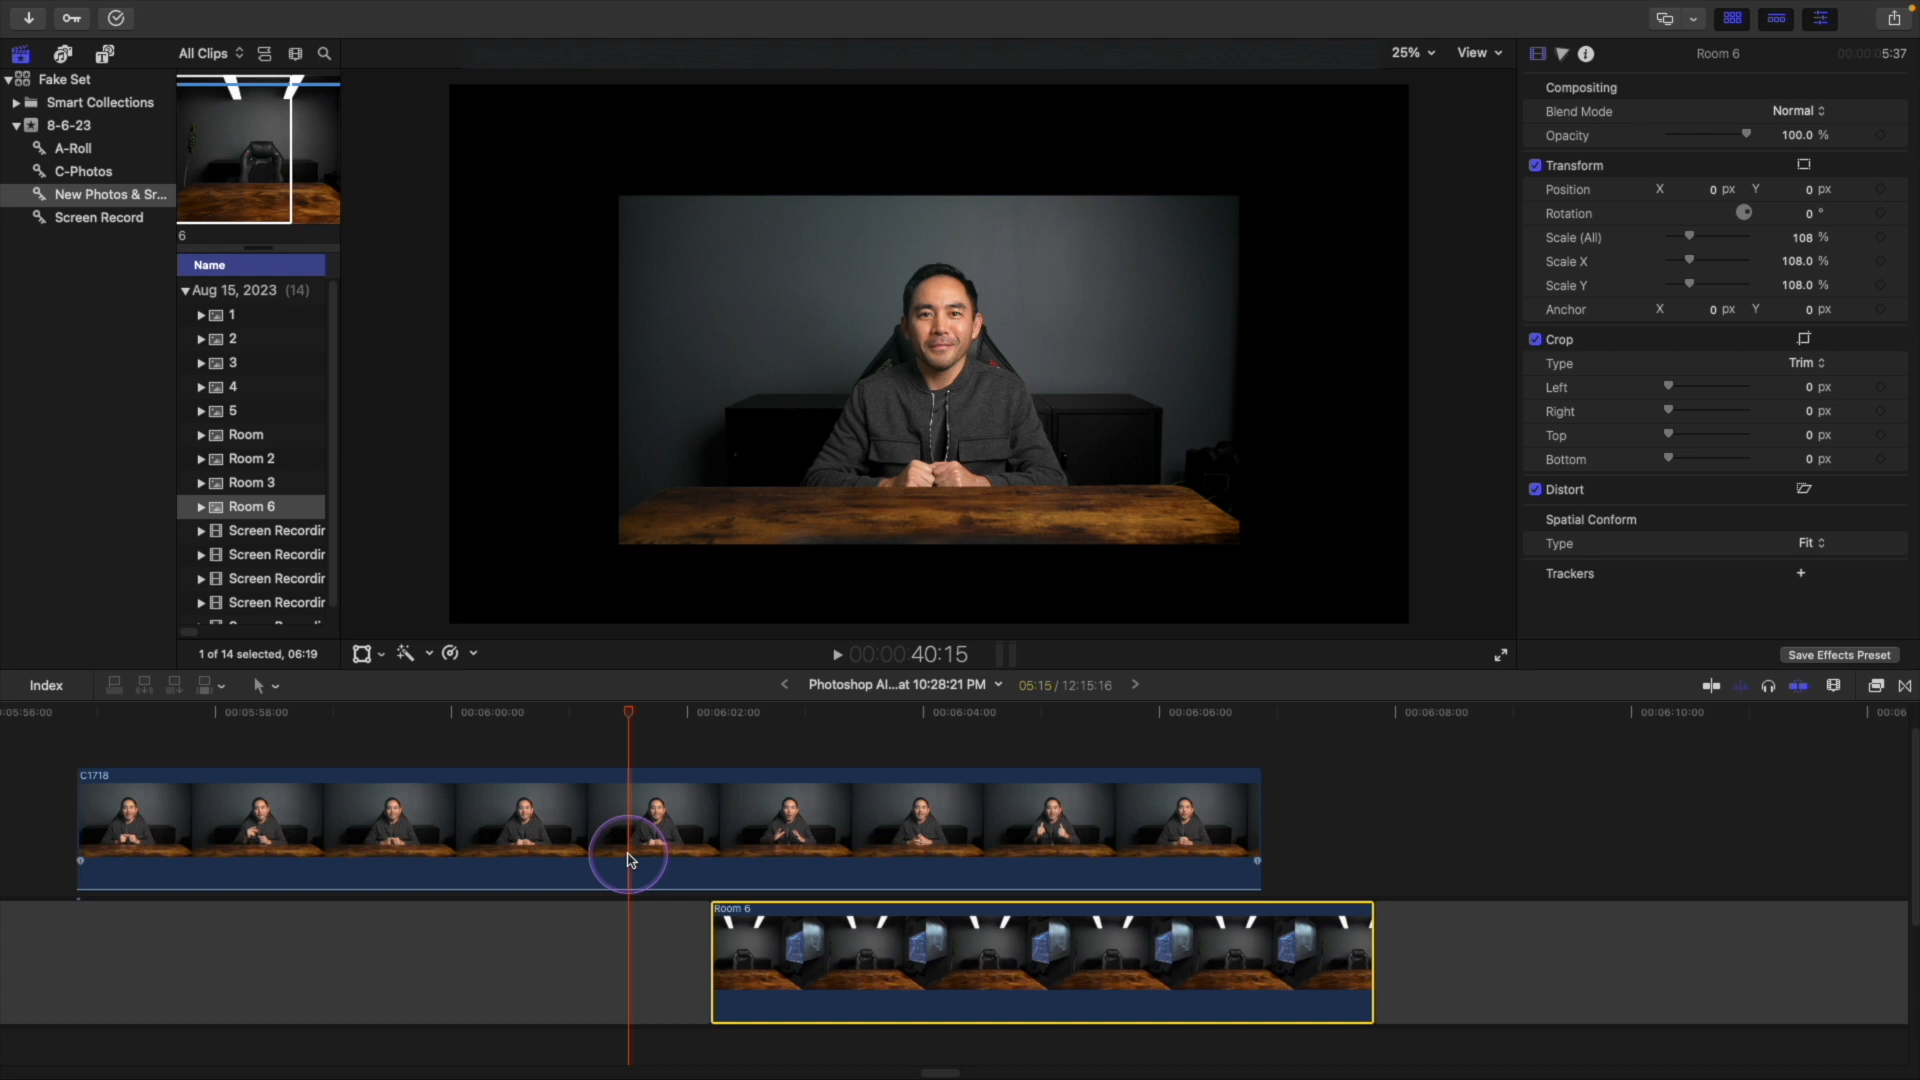 All Clips
25%
View
Room 6
00:00:05:37
Fake Set
Smart Collections
8-6-23
A-Roll
C-Photos
New Photos & Sr...
Screen Record
6
Name
Aug 15, 2023 (14)
1
2
3
4
5
Room
Room 2
Room 3
Room 6
Screen Recordir
Screen Recordir
Screen Recordir
Screen Recordir
1 of 14 selected, 06:19
Compositing
Blend Mode Normal
Opacity 100.0 %
Transform
Position X 0 px Y 0 px
Rotation 0 °
Scale (All) 108 %
Scale X 108.0 %
Scale Y 108.0 %
Anchor X 0 px Y 0 px
Crop
Type Trim
Left 0 px
Right 0 px
Top 0 px
Bottom 0 px
Distort
Spatial Conform
Type Fit
Trackers +
Save Effects Preset
00:00:40:15
Index
Photoshop AI...at 10:28:21 PM
05:15 / 12:15:16
:05:56:00 00:05:58:00 00:06:00:00 00:06:02:00 00:06:04:00 00:06:06:00 00:06:08:00 00:06:10:00 00:06
C1718
Room 6